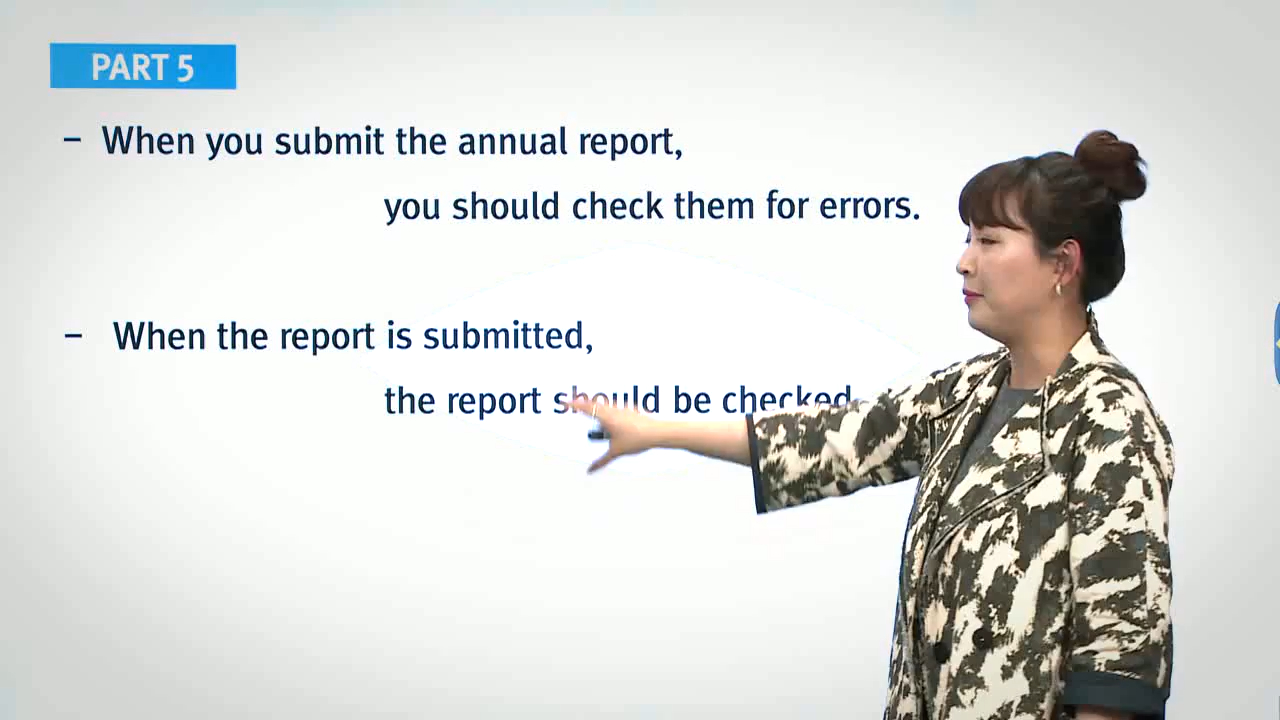 PART 5
– When you submit the annual report,
you should check them for errors.
– When the report is submitted,
the report should be checked